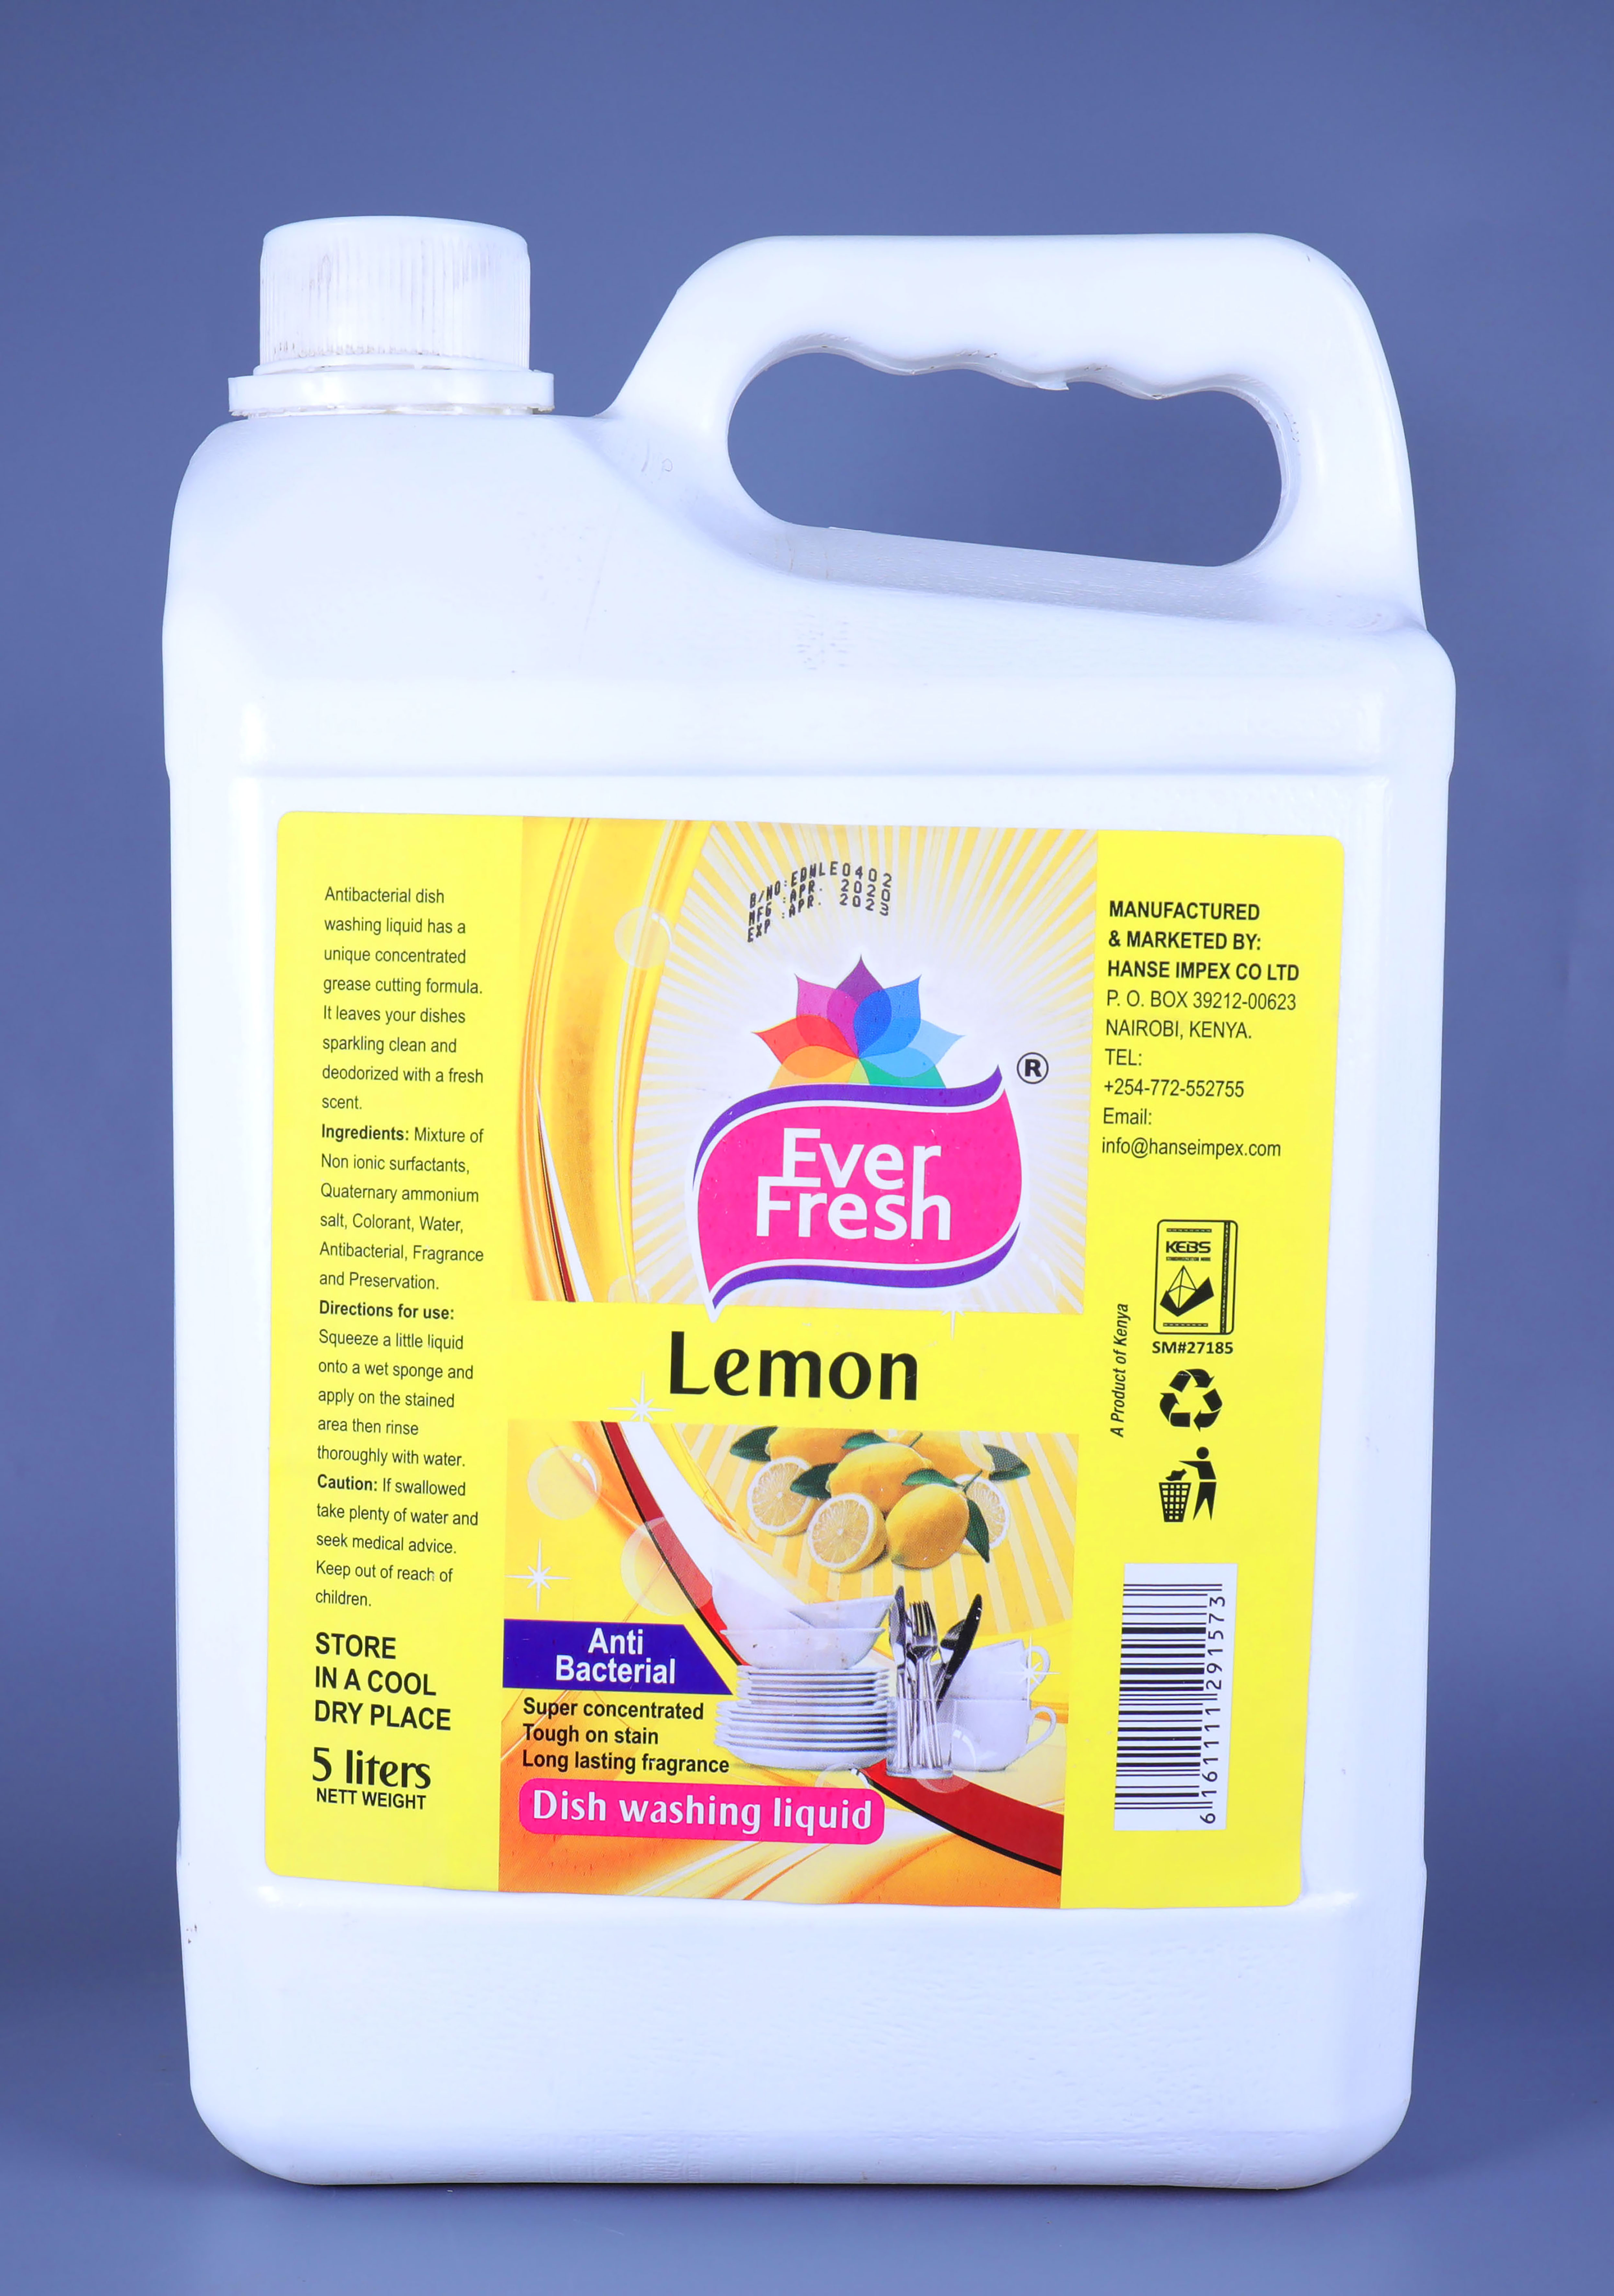 Antibacterial dish
washing liquid has a
unique concentrated
grease cutting formula.
It leaves your dishes
sparkling clean and
deodorized with a fresh
scent.
Ingredients: Mixture of
Non ionic surfactants,
Quaternary ammonium
salt, Colorant, Water,
Antibacterial, Fragrance
and Preservation.
Directions for use:
Squeeze a little liquid
onto a wet sponge and
apply on the stained
area then rinse
thoroughly with water.
Caution: If swallowed
take plenty of water and
seek medical advice.
Keep out of reach of
children.
STORE
IN A COOL
DRY PLACE
5 liters
NETT WEIGHT
B/NO:EDWLE0402
MFG :APR. 2020
EXP :APR. 2023
®
Ever
Fresh
Lemon
Anti
Bacterial
Super concentrated
Tough on stain
Long lasting fragrance
Dish washing liquid
MANUFACTURED
& MARKETED BY:
HANSE IMPEX CO LTD
P. O. BOX 39212-00623
NAIROBI, KENYA.
TEL:
+254-772-552755
Email:
info@hanseimpex.com
KEBS
SM#27185
A Product of Kenya
6161111291573